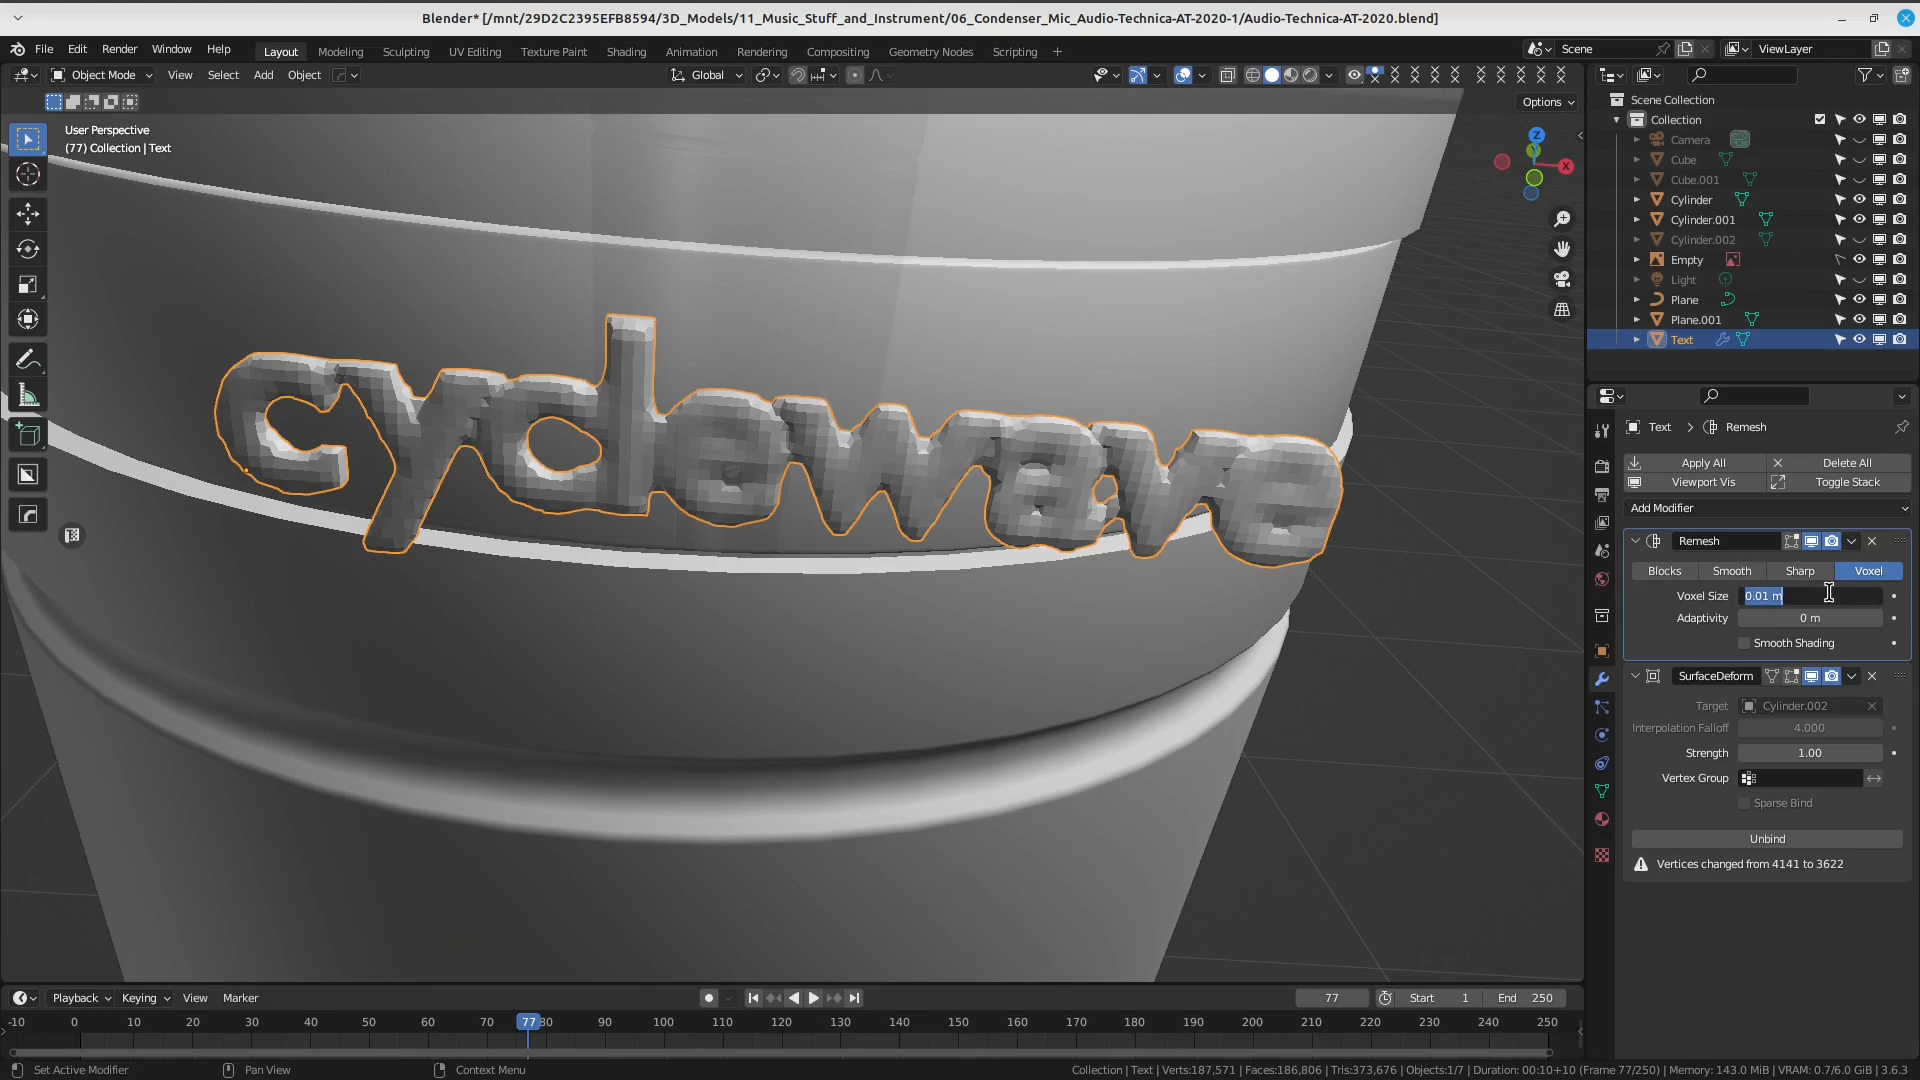 Blender* [/mnt/29D2C2395EFB8594/3D_Models/11_Music_Stuff_and_Instrument/06_Condenser_Mic_Audio-Technica-AT-2020-1/Audio-Technica-AT-2020.blend]
File Edit Render Window Help Layout Modeling Sculpting UV Editing Texture Paint Shading Animation Rendering Compositing Geometry Nodes Scripting + Scene ViewLayer
Object Mode View Select Add Object Global
Options
User Perspective
(77) Collection | Text
Z
Y
X
cyclewave
Scene Collection
Collection
Camera
Cube
Cube.001
Cylinder
Cylinder.001
Cylinder.002
Empty
Light
Plane
Plane.001
Text
Text > Remesh
Apply All Delete All
Viewport Vis Toggle Stack
Add Modifier
Remesh
Blocks Smooth Sharp Voxel
Voxel Size 0.01 m
Adaptivity 0 m
Smooth Shading
SurfaceDeform
Target Cylinder.002
Interpolation Falloff 4.000
Strength 1.00
Vertex Group
Sparse Bind
Unbind
Vertices changed from 4141 to 3622
Playback Keying View Marker 77 Start 1 End 250
-10 0 10 20 30 40 50 60 70 77 80 90 100 110 120 130 140 150 160 170 180 190 200 210 220 230 240 250
Set Active Modifier Pan View Context Menu Collection | Text | Verts:187,571 | Faces:186,806 | Tris:373,676 | Objects:1/7 | Duration: 00:10+10 (Frame 77/250) | Memory: 143.0 MiB | VRAM: 0.7/6.0 GiB | 3.6.3